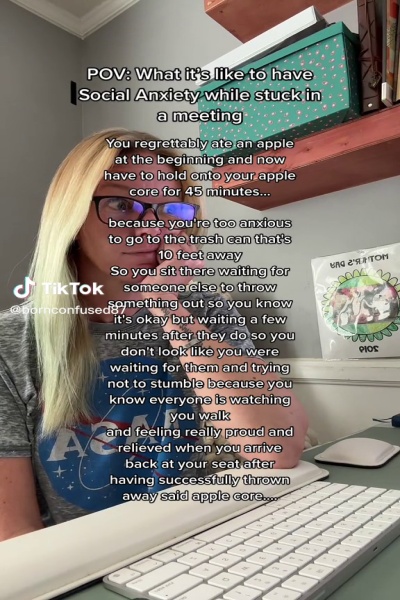 POV: What it's like to have
Social Anxiety while stuck in
a meeting
You regrettably ate an apple
at the beginning and now
have to hold onto your apple
core for 45 minutes...
because you're too anxious
to go to the trash can that's
10 feet away
So you sit there waiting for
someone else to throw
something out so you know
it's okay but waiting a few
minutes after they do so you
don't look like you were
waiting for them and trying
not to stumble because you
know everyone is watching
you walk
and feeling really proud and
relieved when you arrive
back at your seat after
having successfully thrown
away said apple core....
TikTok
@bornconfused87
MOTHER'S DAY
2019
NASA